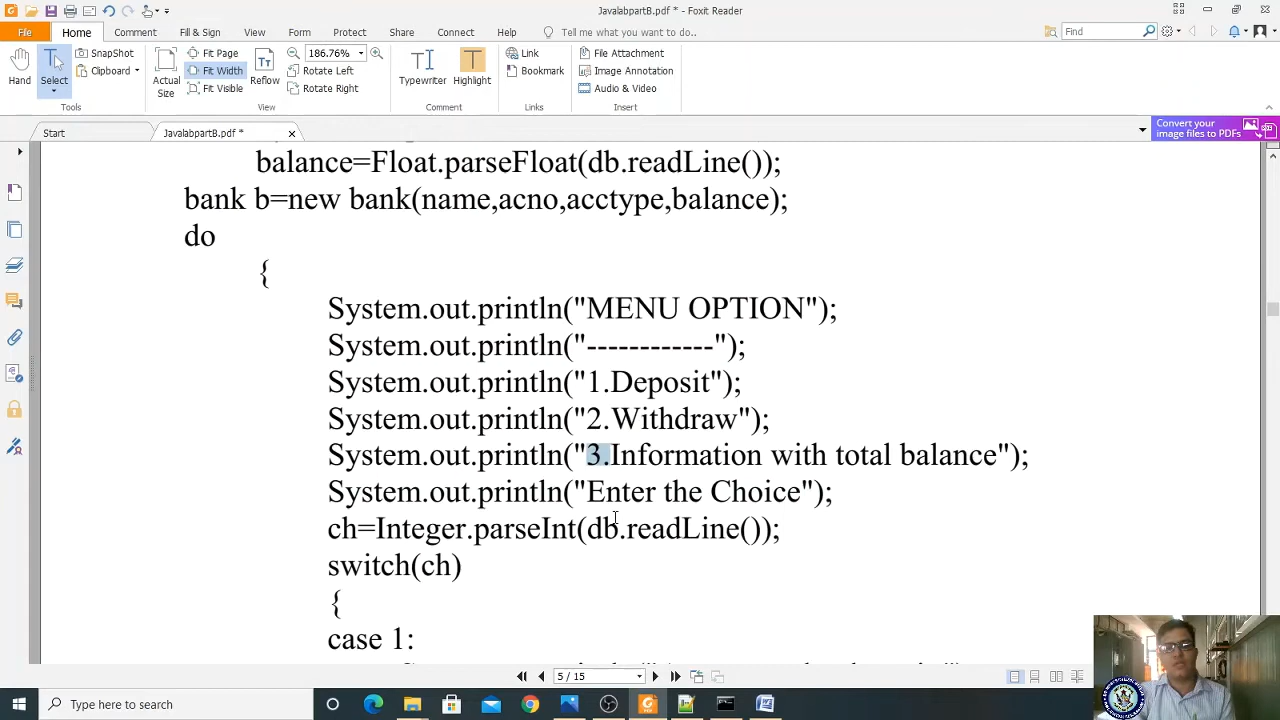 Javalabpartb.pdf * - Foxit Reader
File Home Comment Fill & Sign View Form Protect Share Connect Help Tell me what you want to do.. Find
Hand Select SnapShot Clipboard Actual Size Fit Page Fit Width Fit Visible Reflow 186.76% Rotate Left Rotate Right Typewriter Highlight Link Bookmark File Attachment Image Annotation Audio & Video
Tools View Comment Links Insert
Start JavalabpartB.pdf * Convert your image files to PDFs
balance=Float.parseFloat(db.readLine());
bank b=new bank(name,acno,acctype,balance);
do
{
System.out.println("MENU OPTION");
System.out.println("------------");
System.out.println("1.Deposit");
System.out.println("2.Withdraw");
System.out.println("3.Information with total balance");
System.out.println("Enter the Choice");
ch=Integer.parseInt(db.readLine());
switch(ch)
{
case 1:
5 / 15
Type here to search